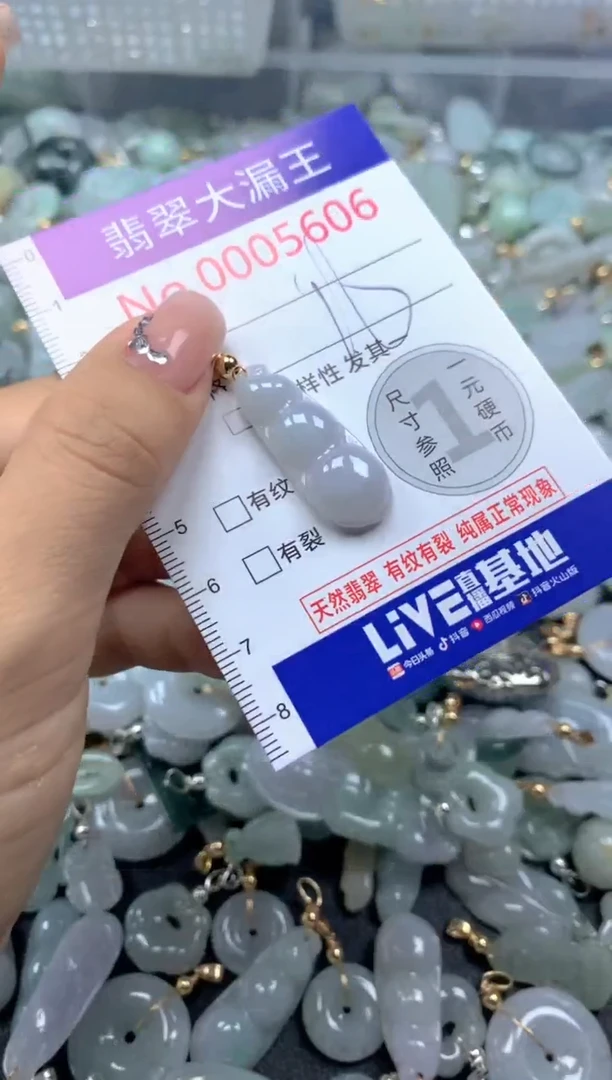 翡翠大漏王
No 0005606
样性 发其一
一元硬币
尺寸参照
1
有纹
有裂
天然翡翠 有纹有裂 纯属正常现象
LiVE直播基地
今日头条 抖音 西瓜视频 抖音火山版
0
1
5
6
7
8